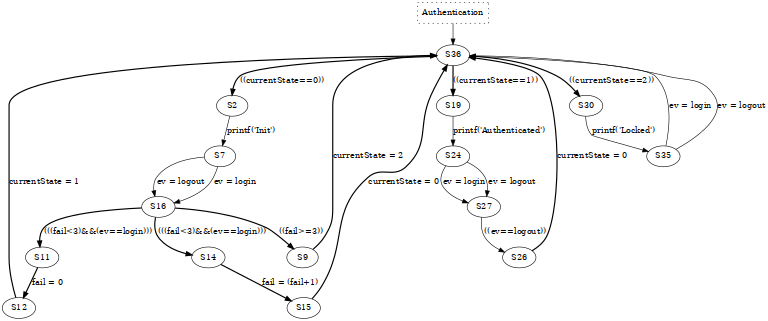 Authentication
S36
((currentState==0))
((currentState==1))
((currentState==2))
S2
S19
S30
ev = login
ev = logout
printf('Init')
printf('Authenticated')
printf('Locked')
S7
currentState = 2
S24
currentState = 0
S35
currentState = 1
ev = logout
ev = login
currentState = 0
ev = login
ev = logout
S16
S27
(((fail<3)&&(ev==login)))
(((fail<3)&&(ev==login)))
((fail>=3))
((ev==logout))
S11
S14
S9
S26
fail = 0
fail = (fail+1)
S12
S15